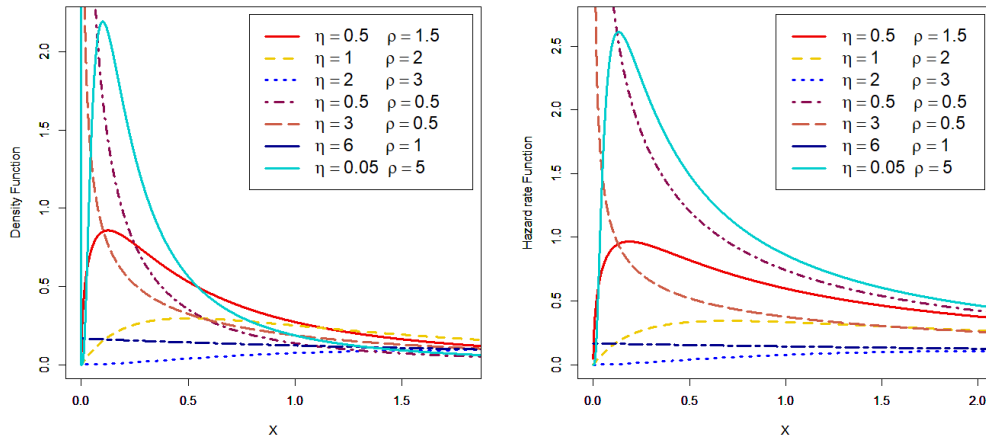 Density Function
2.0
1.5
1.0
0.5
0.0
η = 0.5 ρ = 1.5
η = 1 ρ = 2
η = 2 ρ = 3
η = 0.5 ρ = 0.5
η = 3 ρ = 0.5
η = 6 ρ = 1
η = 0.05 ρ = 5
0.0 0.5 1.0 1.5
X
Hazard rate Function
2.5
2.0
1.5
1.0
0.5
0.0
η = 0.5 ρ = 1.5
η = 1 ρ = 2
η = 2 ρ = 3
η = 0.5 ρ = 0.5
η = 3 ρ = 0.5
η = 6 ρ = 1
η = 0.05 ρ = 5
0.0 0.5 1.0 1.5 2.0
X